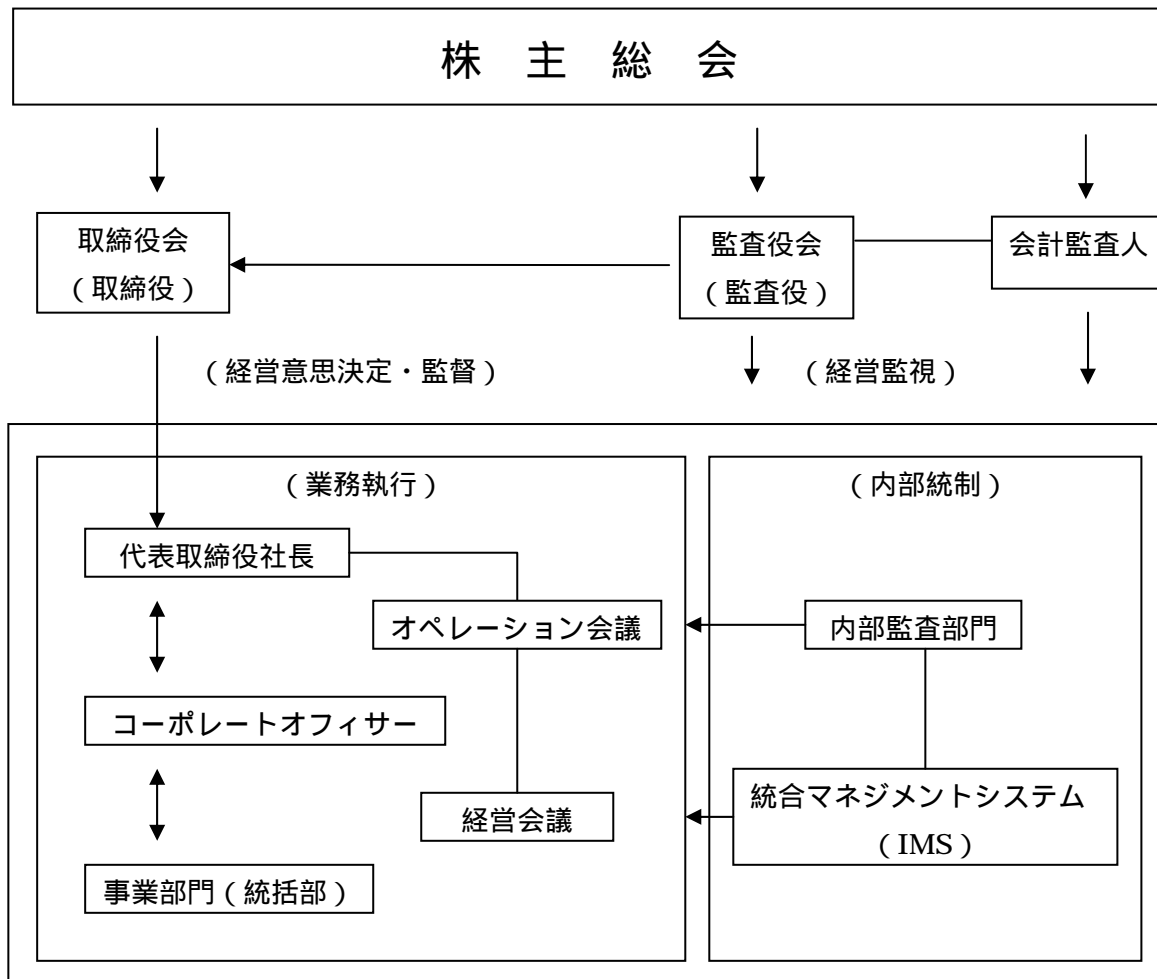 株 主 総 会
取締役会
（取締役）
監査役会
（監査役）
会計監査人
（経営意思決定・監督）
（経営監視）
（業務執行）
（内部統制）
代表取締役社長
オペレーション会議
内部監査部門
コーポレートオフィサー
経営会議
統合マネジメントシステム
（IMS）
事業部門（統括部）